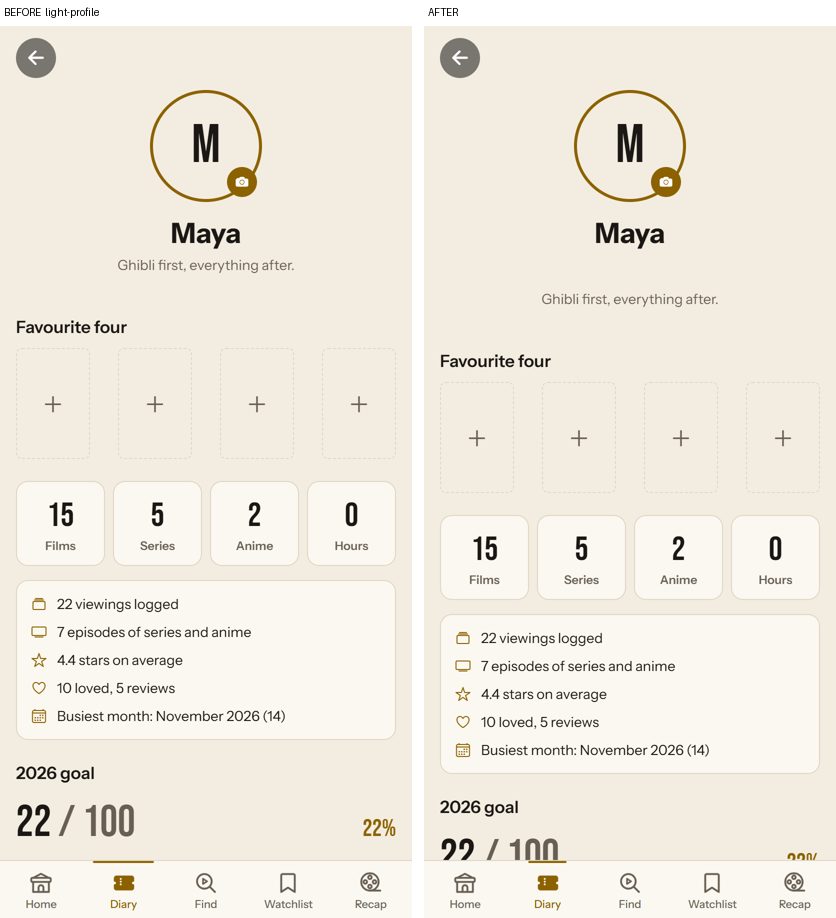 BEFORE light-profile
M
Maya
Ghibli first, everything after.
Favourite four
15 5 2 0
Films Series Anime Hours
22 viewings logged
7 episodes of series and anime
4.4 stars on average
10 loved, 5 reviews
Busiest month: November 2026 (14)
2026 goal
22 / 100 22%
Home Diary Find Watchlist Recap
AFTER
M
Maya
Ghibli first, everything after.
Favourite four
15 5 2 0
Films Series Anime Hours
22 viewings logged
7 episodes of series and anime
4.4 stars on average
10 loved, 5 reviews
Busiest month: November 2026 (14)
2026 goal
22 / 100 22%
Home Diary Find Watchlist Recap